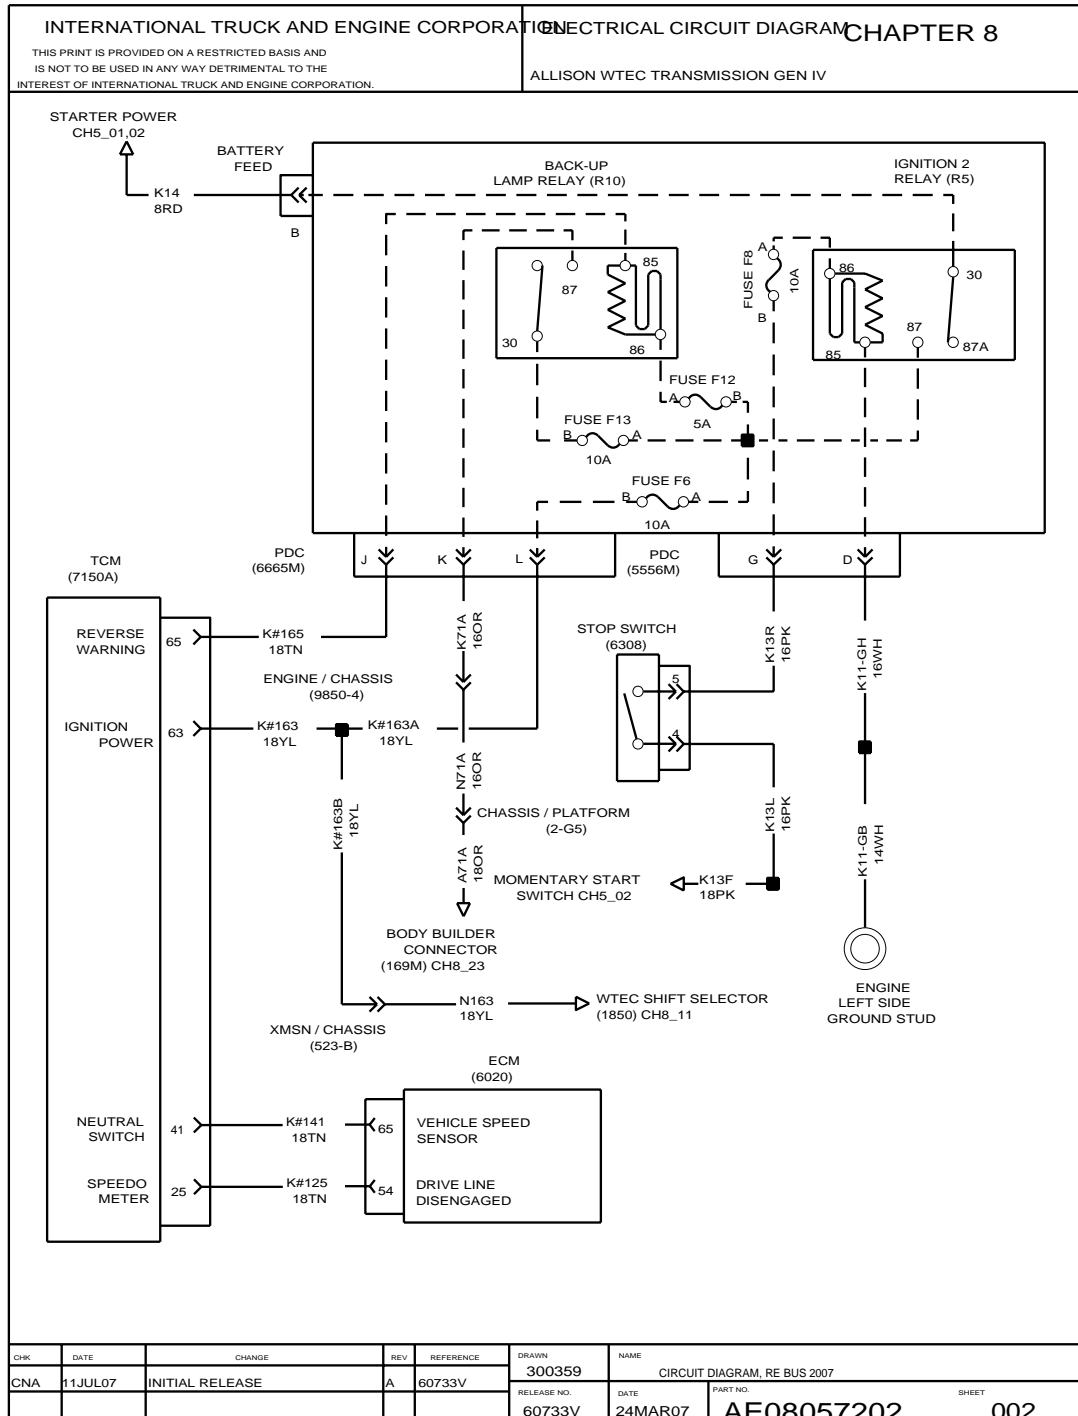 INTERNATIONAL TRUCK AND ENGINE CORPORATION
THIS PRINT IS PROVIDED ON A RESTRICTED BASIS AND
IS NOT TO BE USED IN ANY WAY DETRIMENTAL TO THE
INTEREST OF INTERNATIONAL TRUCK AND ENGINE CORPORATION.
ELECTRICAL CIRCUIT DIAGRAM
CHAPTER 8
ALLISON WTEC TRANSMISSION GEN IV
STARTER POWER
CH5_01,02
K14
8RD
BATTERY
FEED
B
BACK-UP
LAMP RELAY (R10)
IGNITION 2
RELAY (R5)
85
87
30
86
A
FUSE F8
10A
B
86
30
87
85
87A
FUSE F12
A
B
5A
FUSE F13
B
A
10A
FUSE F6
B
A
10A
PDC
(6665M)
J
K
L
PDC
(5556M)
G
D
TCM
(7150A)
REVERSE
WARNING
65
K#165
18TN
K71A
16OR
ENGINE / CHASSIS
(9850-4)
STOP SWITCH
(6308)
5
4
K13R
16PK
K11-GH
16WH
IGNITION
POWER
63
K#163
18YL
K#163A
18YL
K#163B
18YL
N71A
16OR
CHASSIS / PLATFORM
(2-G5)
A71A
18OR
K13L
16PK
K11-GB
14WH
MOMENTARY START
SWITCH CH5_02
K13F
18PK
BODY BUILDER
CONNECTOR
(169M) CH8_23
ENGINE
LEFT SIDE
GROUND STUD
XMSN / CHASSIS
(523-B)
N163
18YL
WTEC SHIFT SELECTOR
(1850) CH8_11
ECM
(6020)
NEUTRAL
SWITCH
41
K#141
18TN
65
VEHICLE SPEED
SENSOR
SPEEDO
METER
25
K#125
18TN
54
DRIVE LINE
DISENGAGED
CHK DATE CHANGE REV REFERENCE
CNA 11JUL07 INITIAL RELEASE A 60733V
DRAWN
300359
NAME
CIRCUIT DIAGRAM, RE BUS 2007
RELEASE NO.
60733V
DATE
24MAR07
PART NO.
AE08057202
SHEET
002